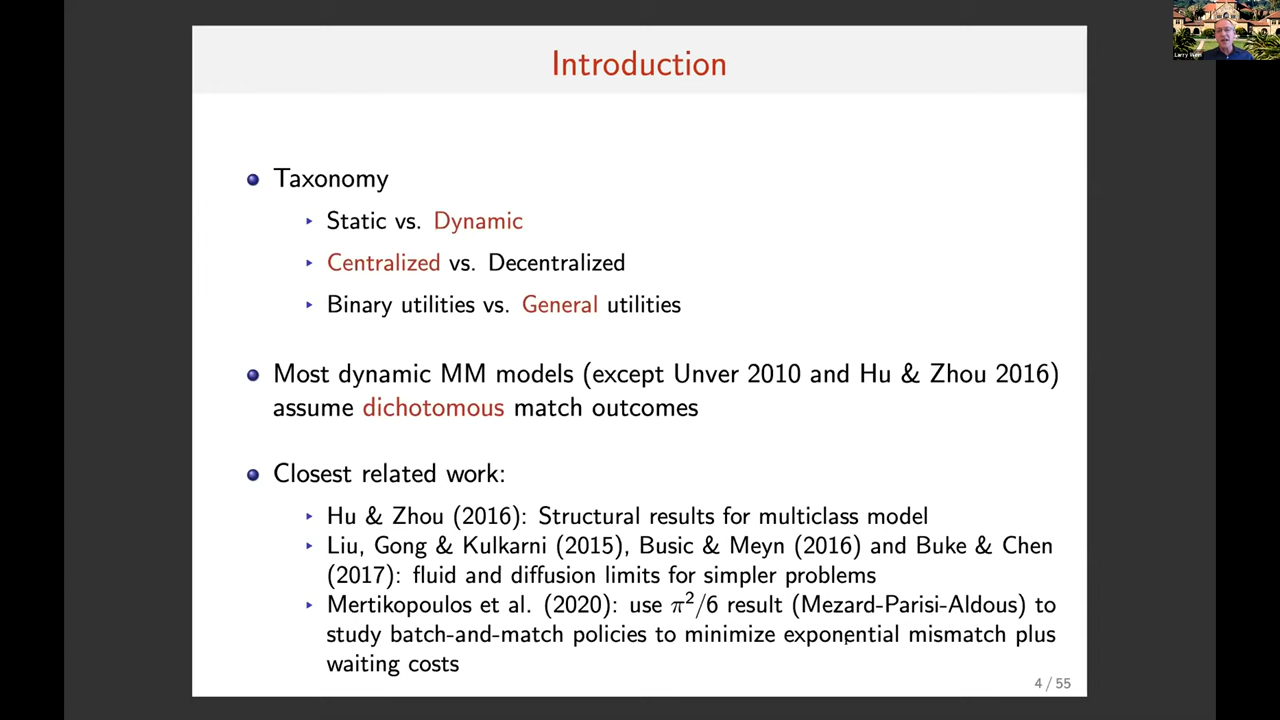 Introduction
Taxonomy
Static vs. Dynamic
Centralized vs. Decentralized
Binary utilities vs. General utilities
Most dynamic MM models (except Unver 2010 and Hu & Zhou 2016)
assume dichotomous match outcomes
Closest related work:
Hu & Zhou (2016): Structural results for multiclass model
Liu, Gong & Kulkarni (2015), Busic & Meyn (2016) and Buke & Chen
(2017): fluid and diffusion limits for simpler problems
Mertikopoulos et al. (2020): use π²/6 result (Mezard-Parisi-Aldous) to
study batch-and-match policies to minimize exponential mismatch plus
waiting costs
4 / 55
Larry Wein